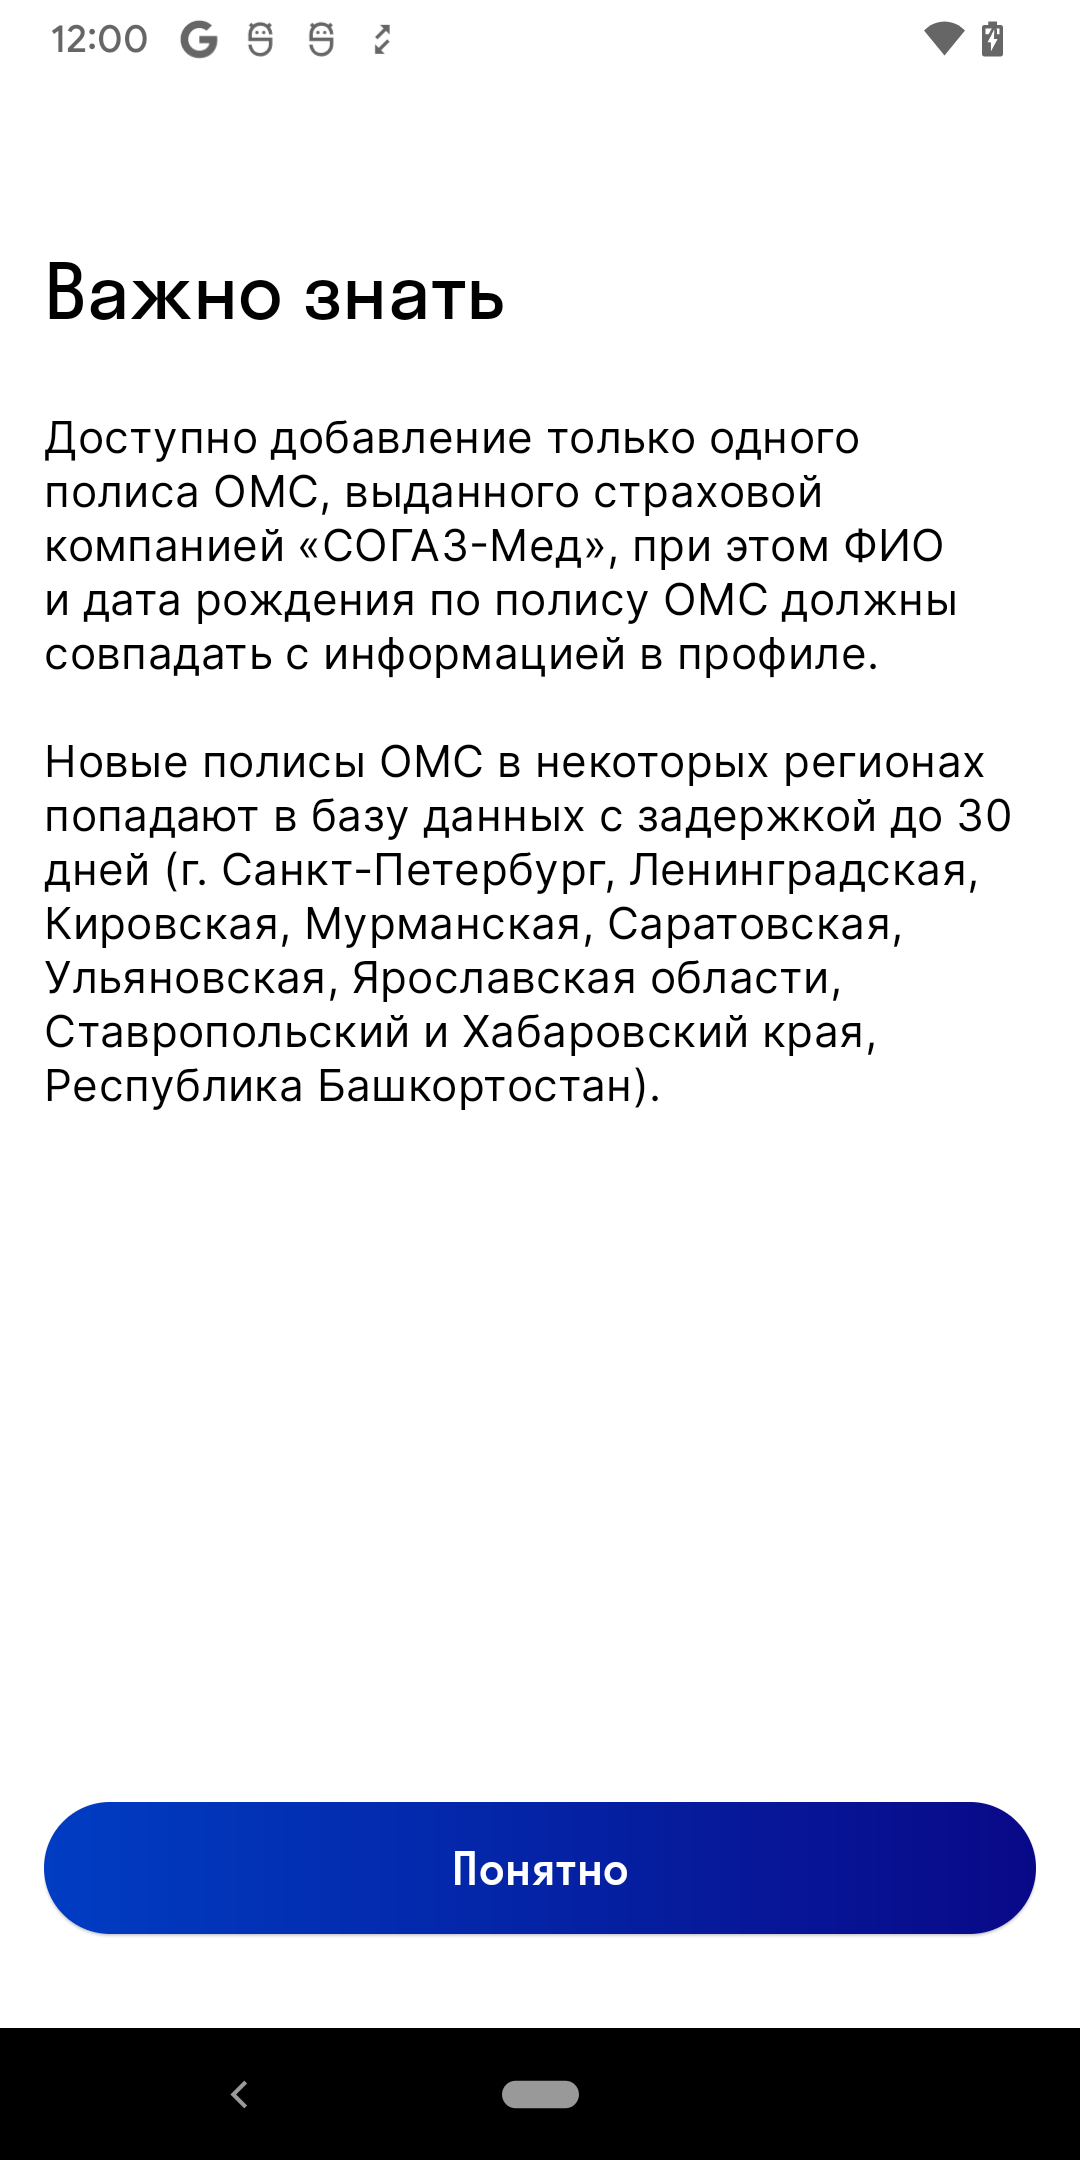 12:00
Важно знать
Доступно добавление только одного
полиса ОМС, выданного страховой
компанией «СОГАЗ-Мед», при этом ФИО
и дата рождения по полису ОМС должны
совпадать с информацией в профиле.
Новые полисы ОМС в некоторых регионах
попадают в базу данных с задержкой до 30
дней (г. Санкт-Петербург, Ленинградская,
Кировская, Мурманская, Саратовская,
Ульяновская, Ярославская области,
Ставропольский и Хабаровский края,
Республика Башкортостан).
Понятно